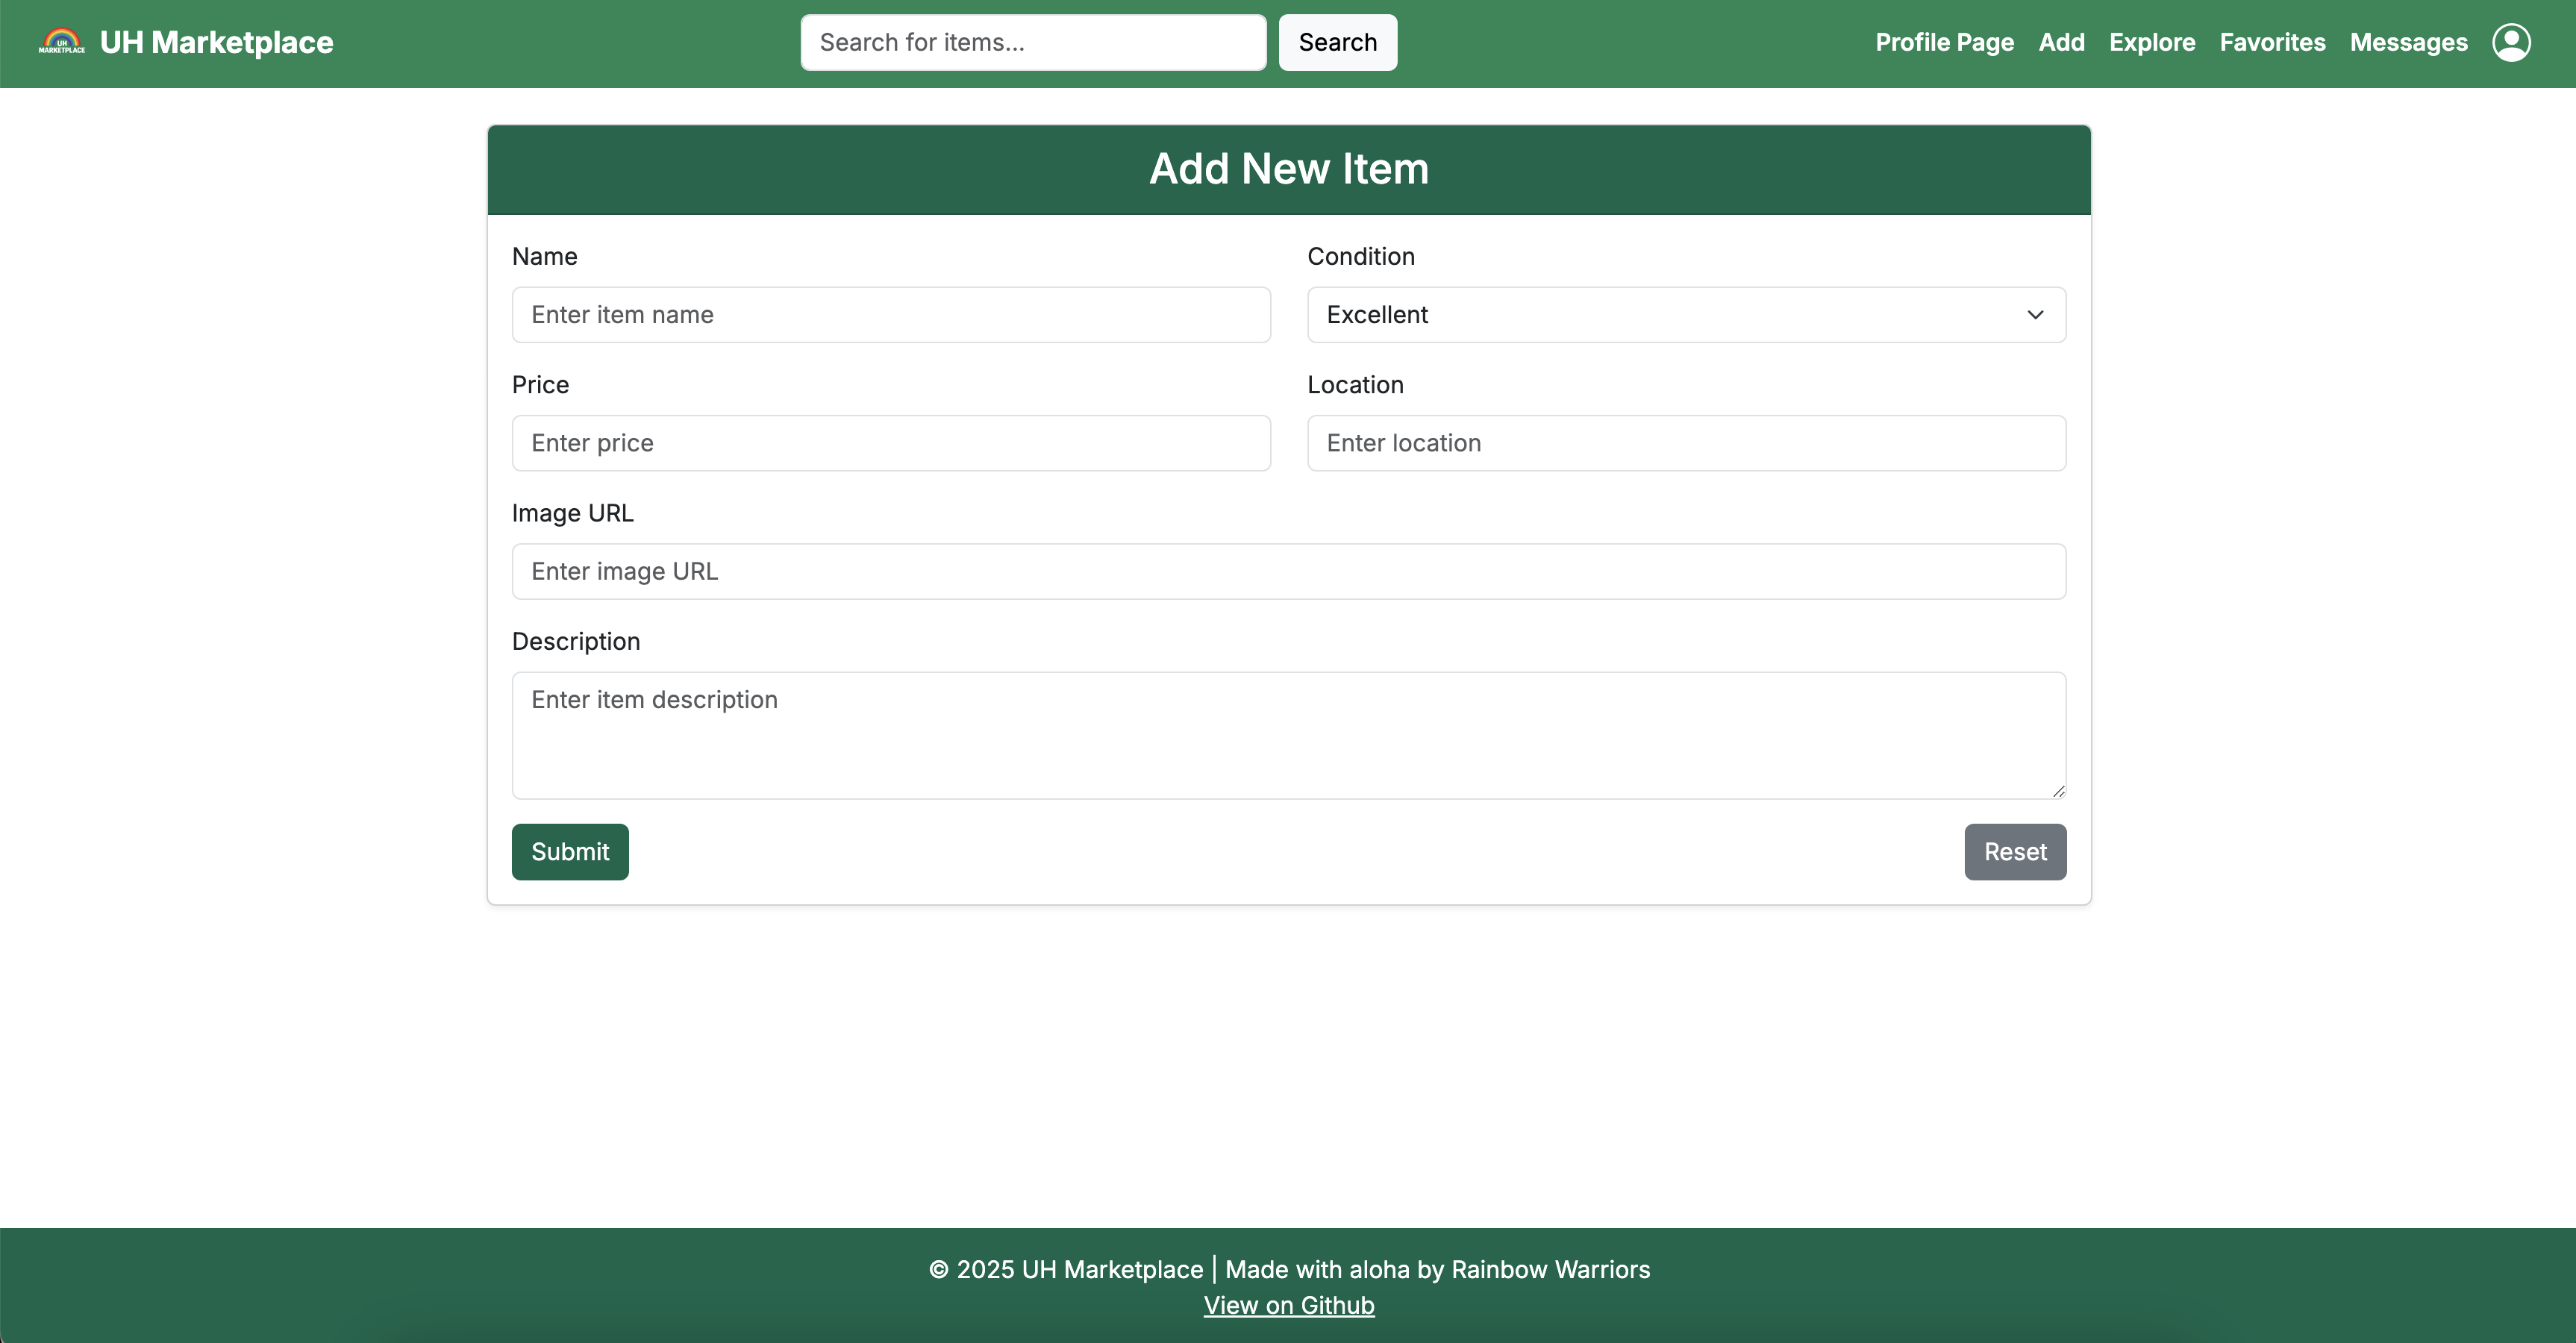 UH
MARKETPLACE
UH Marketplace
Search for items...
Search
Profile Page
Add
Explore
Favorites
Messages
Add New Item
Name
Condition
Enter item name
Excellent
Price
Location
Enter price
Enter location
Image URL
Enter image URL
Description
Enter item description
Submit
Reset
© 2025 UH Marketplace | Made with aloha by Rainbow Warriors
View on Github